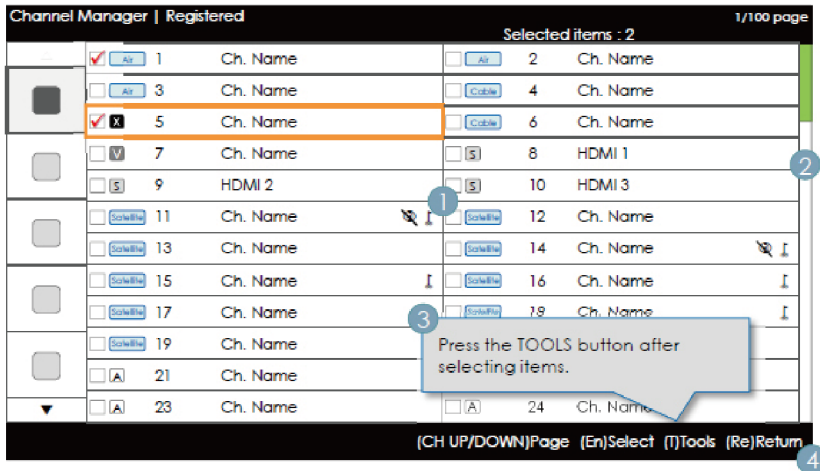 Channel Manager | Registered
1/100 page
Selected items : 2
Air 1 Ch. Name
Air 2 Ch. Name
Air 3 Ch. Name
Cable 4 Ch. Name
X 5 Ch. Name
Cable 6 Ch. Name
V 7 Ch. Name
S 8 HDMI 1
2
S 9 HDMI 2
S 10 HDMI 3
1
Satellite 11 Ch. Name
Satellite 12 Ch. Name
Satellite 13 Ch. Name
Satellite 14 Ch. Name
Satellite 15 Ch. Name
Satellite 16 Ch. Name
Satellite 17 Ch. Name
Satellite 18 Ch. Name
3
Satellite 19 Ch. Name
Press the TOOLS button after
selecting items.
A 21 Ch. Name
A 23 Ch. Name
A 24 Ch. Name
(CH UP/DOWN)Page (En)Select (T)Tools (Re)Return
4